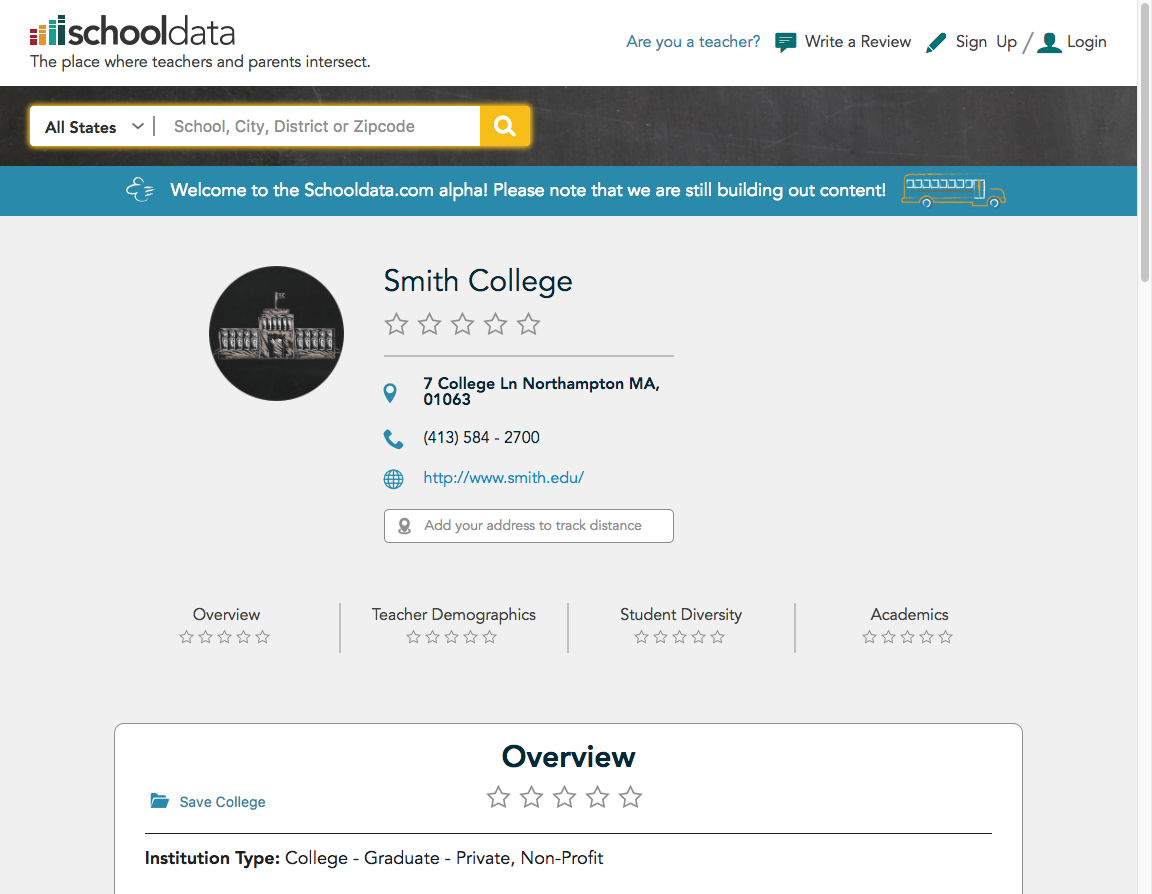 schooldata
The place where teachers and parents intersect.
Are you a teacher? Write a Review Sign Up / Login
All States School, City, District or Zipcode
Welcome to the Schooldata.com alpha! Please note that we are still building out content!
Smith College
7 College Ln Northampton MA,
01063
(413) 584 - 2700
http://www.smith.edu/
Add your address to track distance
Overview Teacher Demographics Student Diversity Academics
Overview
Save College
Institution Type: College - Graduate - Private, Non-Profit